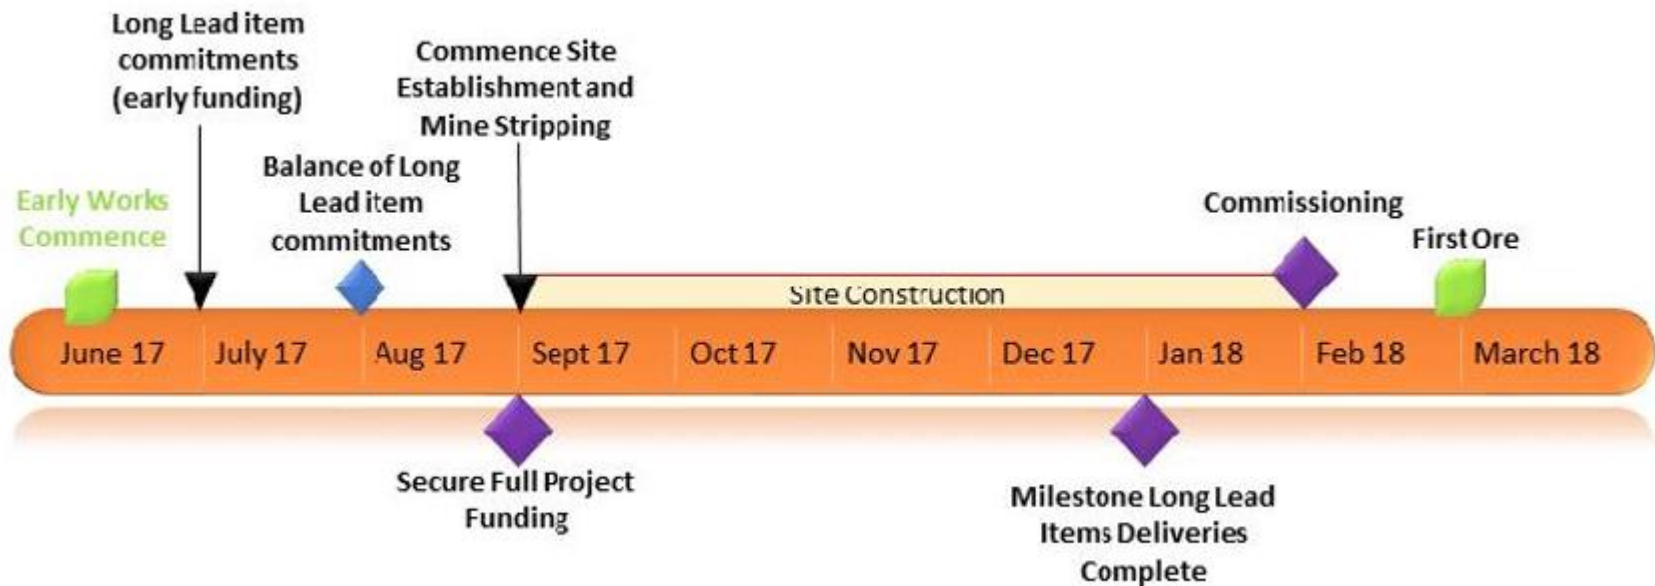 Long Lead item
commitments
(early funding)
Commence Site
Establishment and
Mine Stripping
Balance of Long
Lead item
commitments
Early Works
Commence
Commissioning
First Ore
Site Construction
June 17
July 17
Aug 17
Sept 17
Oct 17
Nov 17
Dec 17
Jan 18
Feb 18
March 18
Secure Full Project
Funding
Milestone Long Lead
Items Deliveries
Complete